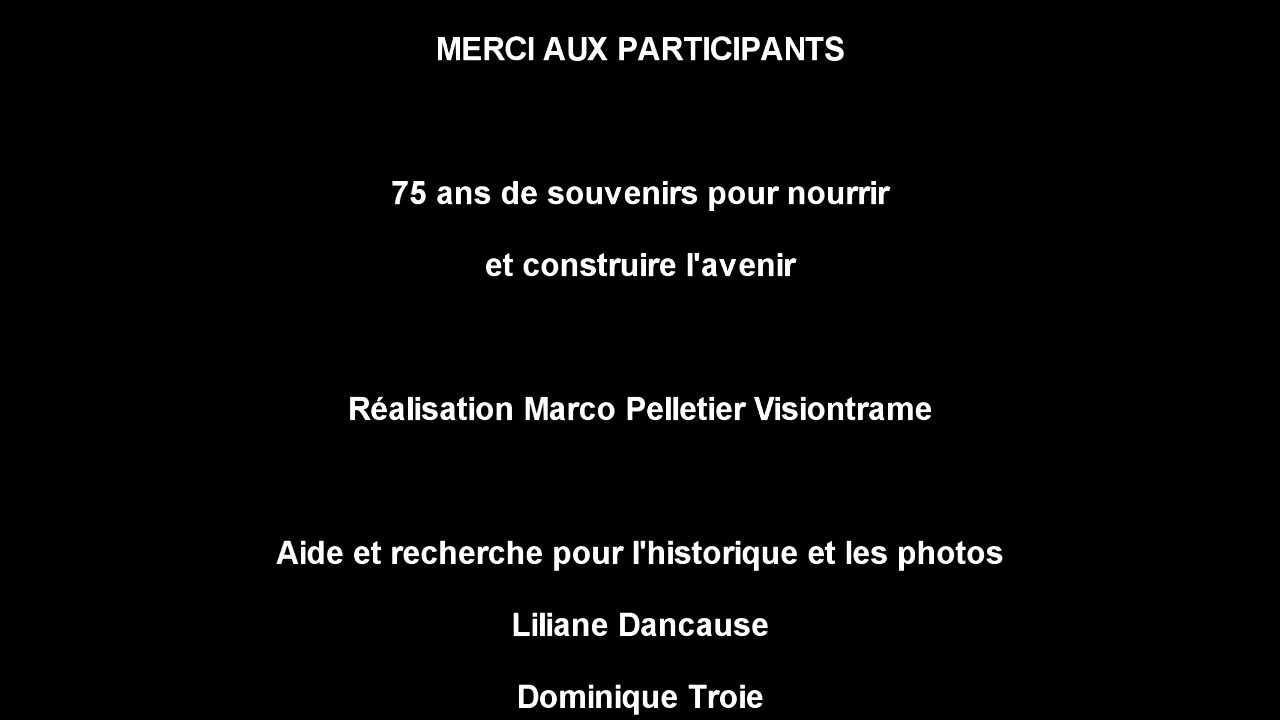 MERCI AUX PARTICIPANTS
75 ans de souvenirs pour nourrir
et construire l'avenir
Réalisation Marco Pelletier Visiontrame
Aide et recherche pour l'historique et les photos
Liliane Dancause
Dominique Troie